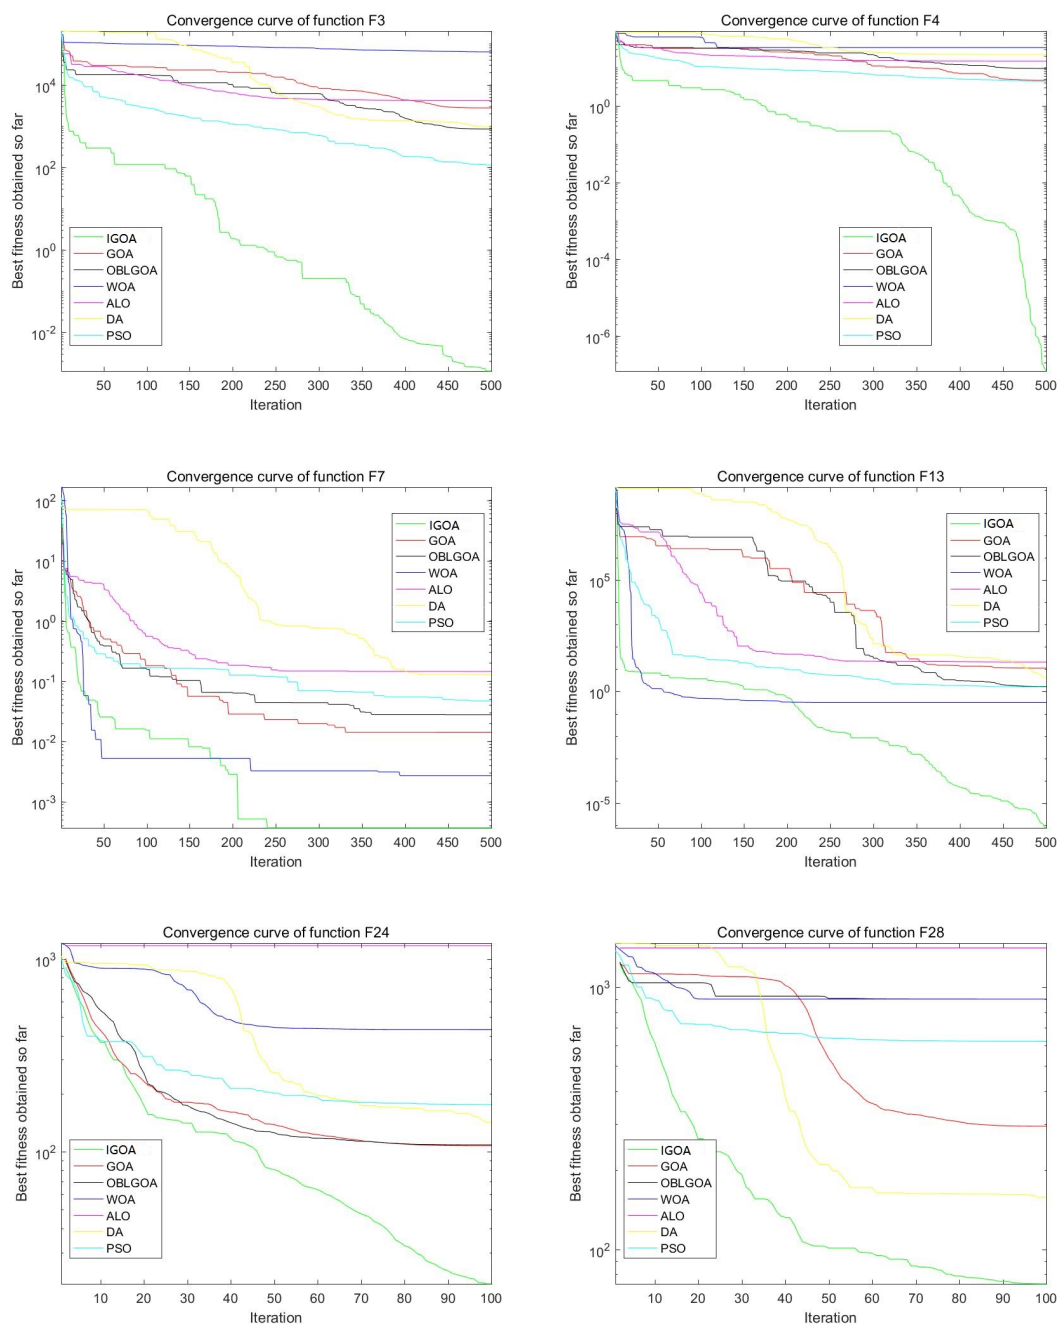 Convergence curve of function F3
Best fitness obtained so far
10^4
10^2
10^0
10^-2
IGOA
GOA
OBLGOA
WOA
ALO
DA
PSO
50 100 150 200 250 300 350 400 450 500
Iteration
Convergence curve of function F4
Best fitness obtained so far
10^0
10^-2
10^-4
10^-6
IGOA
GOA
OBLGOA
WOA
ALO
DA
PSO
50 100 150 200 250 300 350 400 450 500
Iteration
Convergence curve of function F7
Best fitness obtained so far
10^2
10^1
10^0
10^-1
10^-2
10^-3
IGOA
GOA
OBLGOA
WOA
ALO
DA
PSO
50 100 150 200 250 300 350 400 450 500
Iteration
Convergence curve of function F13
Best fitness obtained so far
10^5
10^0
10^-5
IGOA
GOA
OBLGOA
WOA
ALO
DA
PSO
50 100 150 200 250 300 350 400 450 500
Iteration
Convergence curve of function F24
Best fitness obtained so far
10^3
10^2
IGOA
GOA
OBLGOA
WOA
ALO
DA
PSO
10 20 30 40 50 60 70 80 90 100
Iteration
Convergence curve of function F28
Best fitness obtained so far
10^3
10^2
IGOA
GOA
OBLGOA
WOA
ALO
DA
PSO
10 20 30 40 50 60 70 80 90 100
Iteration